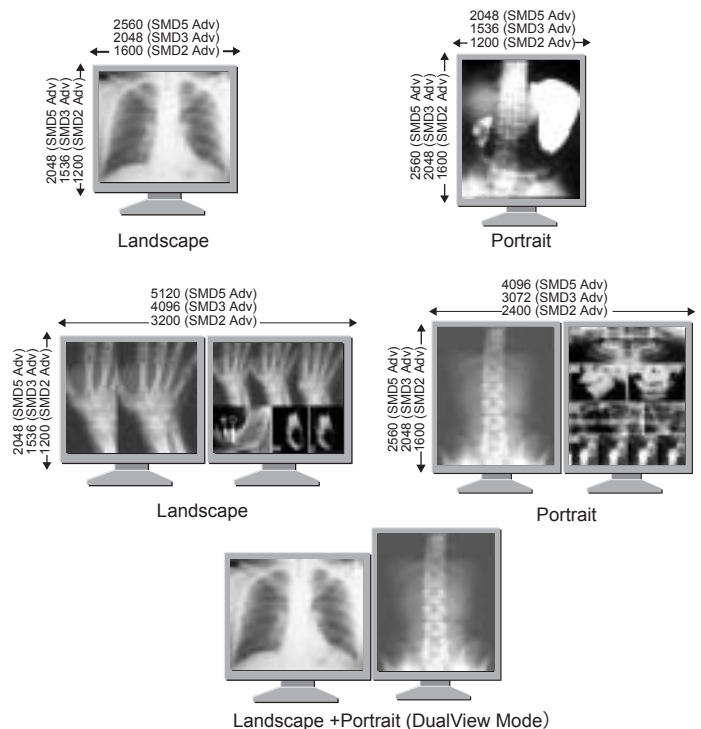 2560 (SMD5 Adv)
2048 (SMD3 Adv)
1600 (SMD2 Adv)
2048 (SMD5 Adv)
1536 (SMD3 Adv)
1200 (SMD2 Adv)
Landscape
2048 (SMD5 Adv)
1536 (SMD3 Adv)
1200 (SMD2 Adv)
2560 (SMD5 Adv)
2048 (SMD3 Adv)
1600 (SMD2 Adv)
Portrait
5120 (SMD5 Adv)
4096 (SMD3 Adv)
3200 (SMD2 Adv)
2048 (SMD5 Adv)
1536 (SMD3 Adv)
1200 (SMD2 Adv)
Landscape
4096 (SMD5 Adv)
3072 (SMD3 Adv)
2400 (SMD2 Adv)
2560 (SMD5 Adv)
2048 (SMD3 Adv)
1600 (SMD2 Adv)
Portrait
Landscape +Portrait (DualView Mode)